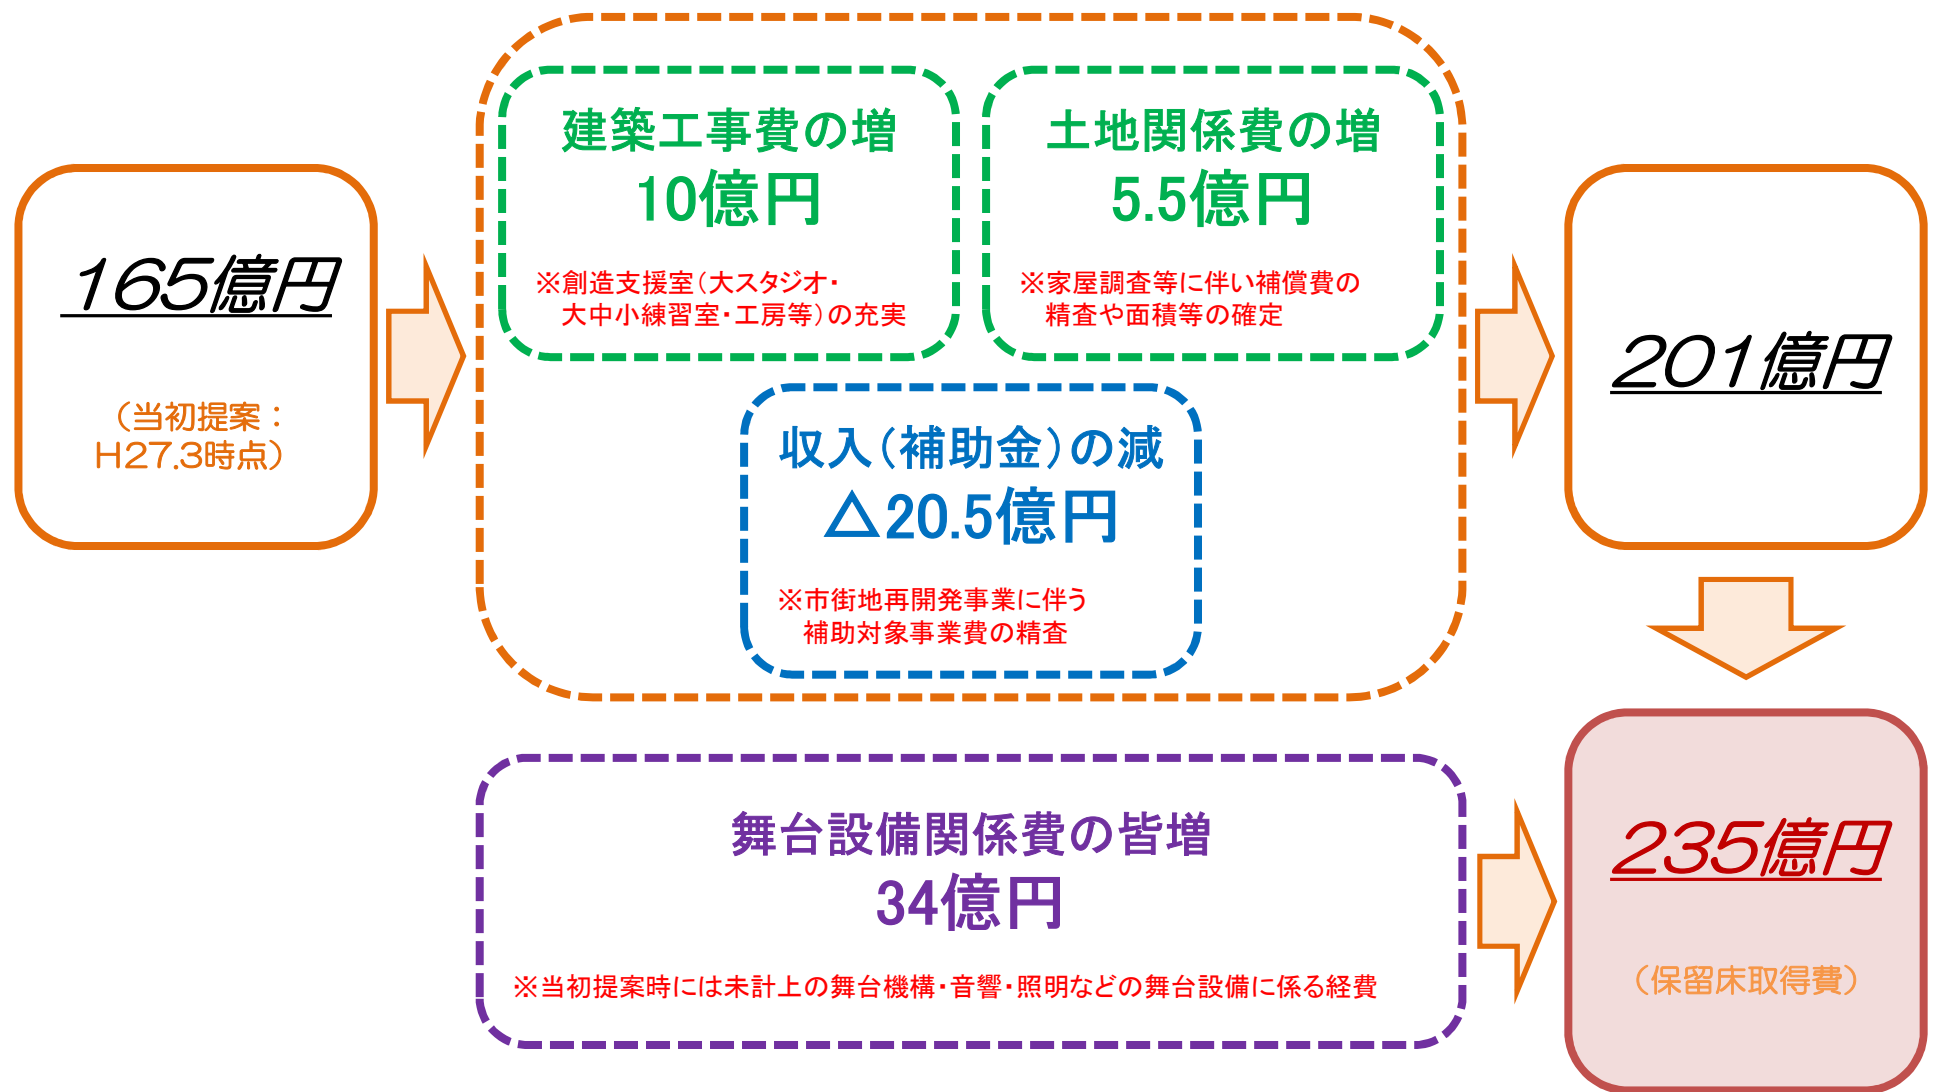 165億円
（当初提案：
H27.3時点）
建築工事費の増
10億円
※創造支援室（大スタジオ・
大中小練習室・工房等）の充実
土地関係費の増
5.5億円
※家屋調査等に伴い補償費の
精査や面積等の確定
収入（補助金）の減
△20.5億円
※市街地再開発事業に伴う
補助対象事業費の精査
201億円
舞台設備関係費の皆増
34億円
※当初提案時には未計上の舞台機構・音響・照明などの舞台設備に係る経費
235億円
（保留床取得費）